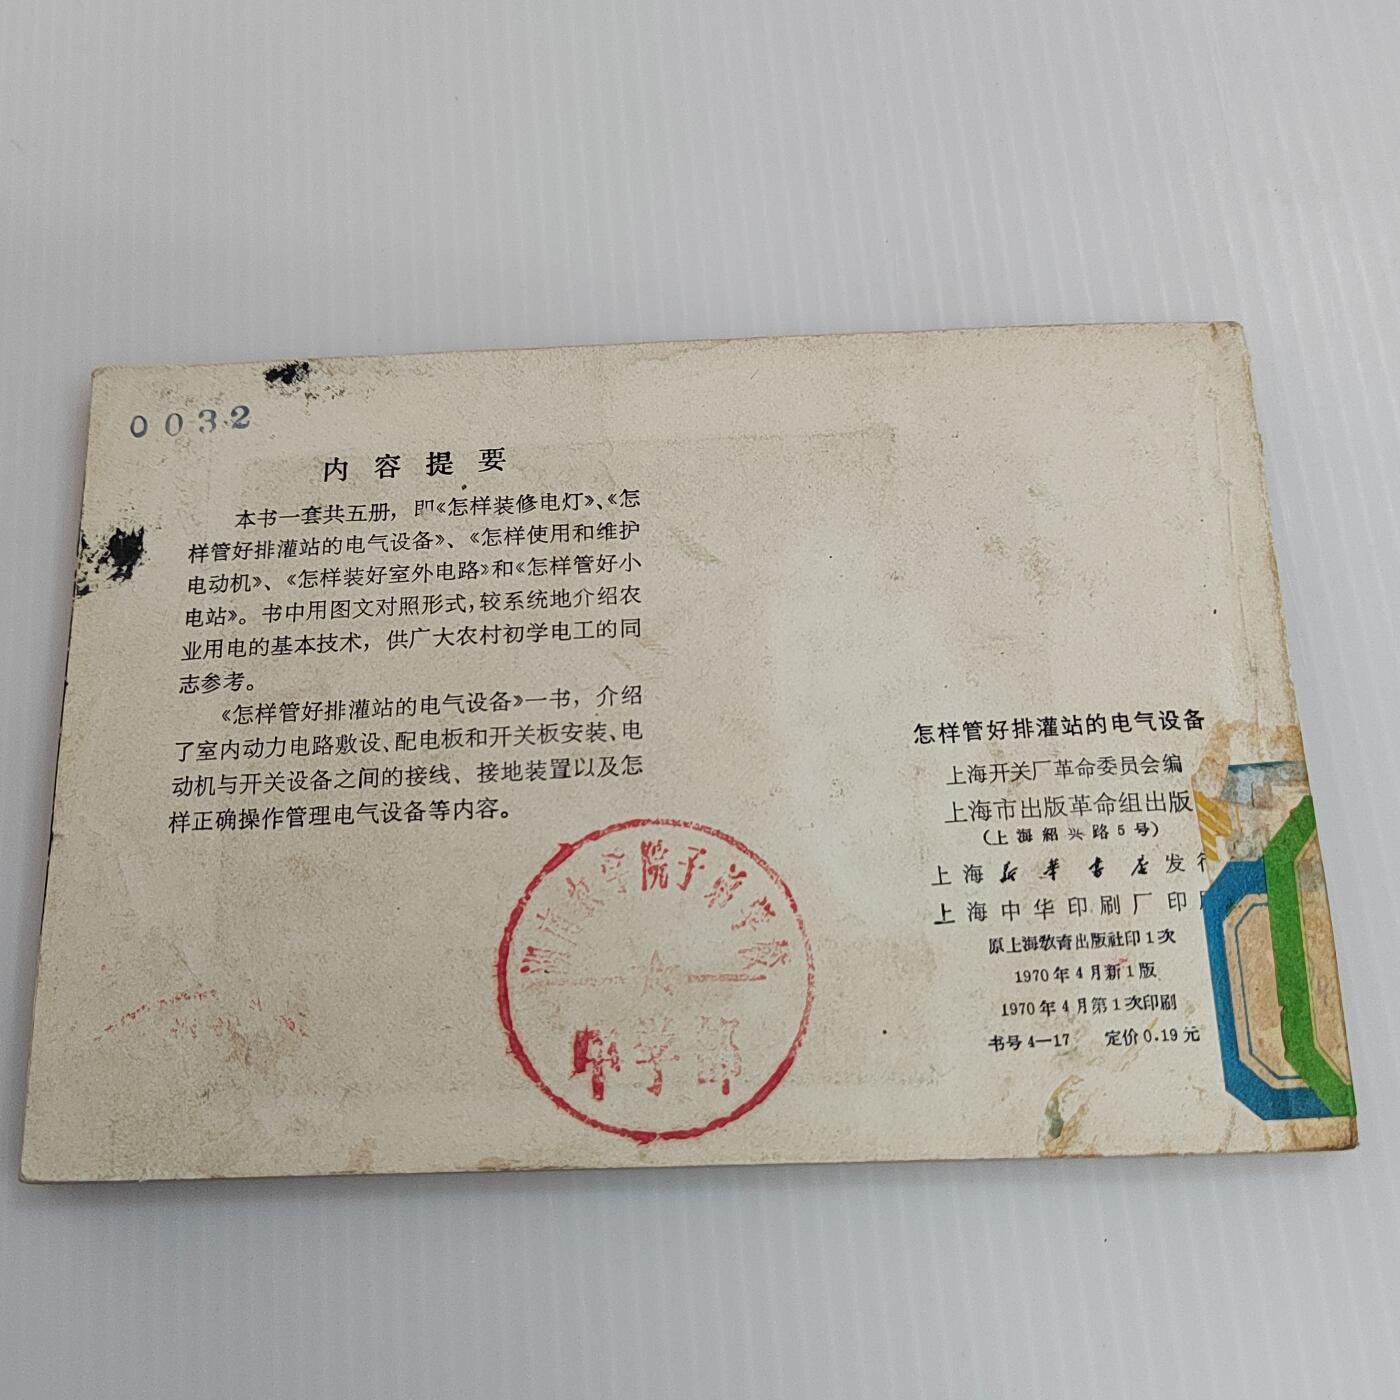 0032
内容提要
本书一套共五册，即《怎样装修电灯》、《怎
样管好排灌站的电气设备》、《怎样使用和维护
电动机》、《怎样装好室外电路》和《怎样管好小
电站》。书中用图文对照形式，较系统地介绍农
业用电的基本技术，供广大农村初学电工的同
志参考。
《怎样管好排灌站的电气设备》一书，介绍
了室内动力电路敷设、配电板和开关板安装、电
动机与开关设备之间的接线、接地装置以及怎
样正确操作管理电气设备等内容。
怎样管好排灌站的电气设备
上海开关厂革命委员会编
上海市出版革命组出版
（上海紹兴路5号）
上海新华书店发行
上海中华印刷厂印
原上海教育出版社印1次
1970年4月新1版
1970年4月第1次印刷
书号4—17 定价0.19元
院子弟学校
中学部